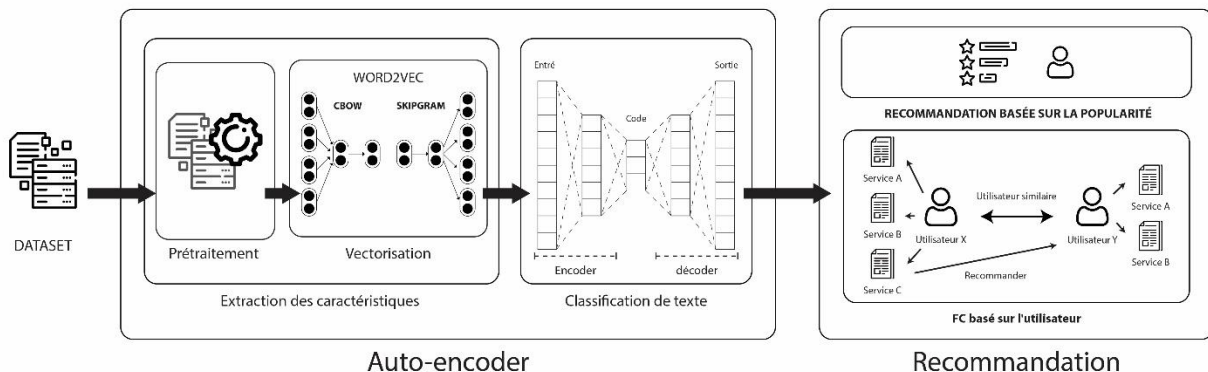 DATASET
Prétraitement
WORD2VEC
CBOW
SKIPGRAM
Vectorisation
Extraction des caractéristiques
Entré
Code
Sortie
Encoder
décoder
Classification de texte
Auto-encoder
RECOMMANDATION BASÉE SUR LA POPULARITÉ
Service A
Service B
Service C
Utilisateur X
Utilisateur similaire
Recommander
Utilisateur Y
Service A
Service B
FC basé sur l'utilisateur
Recommandation